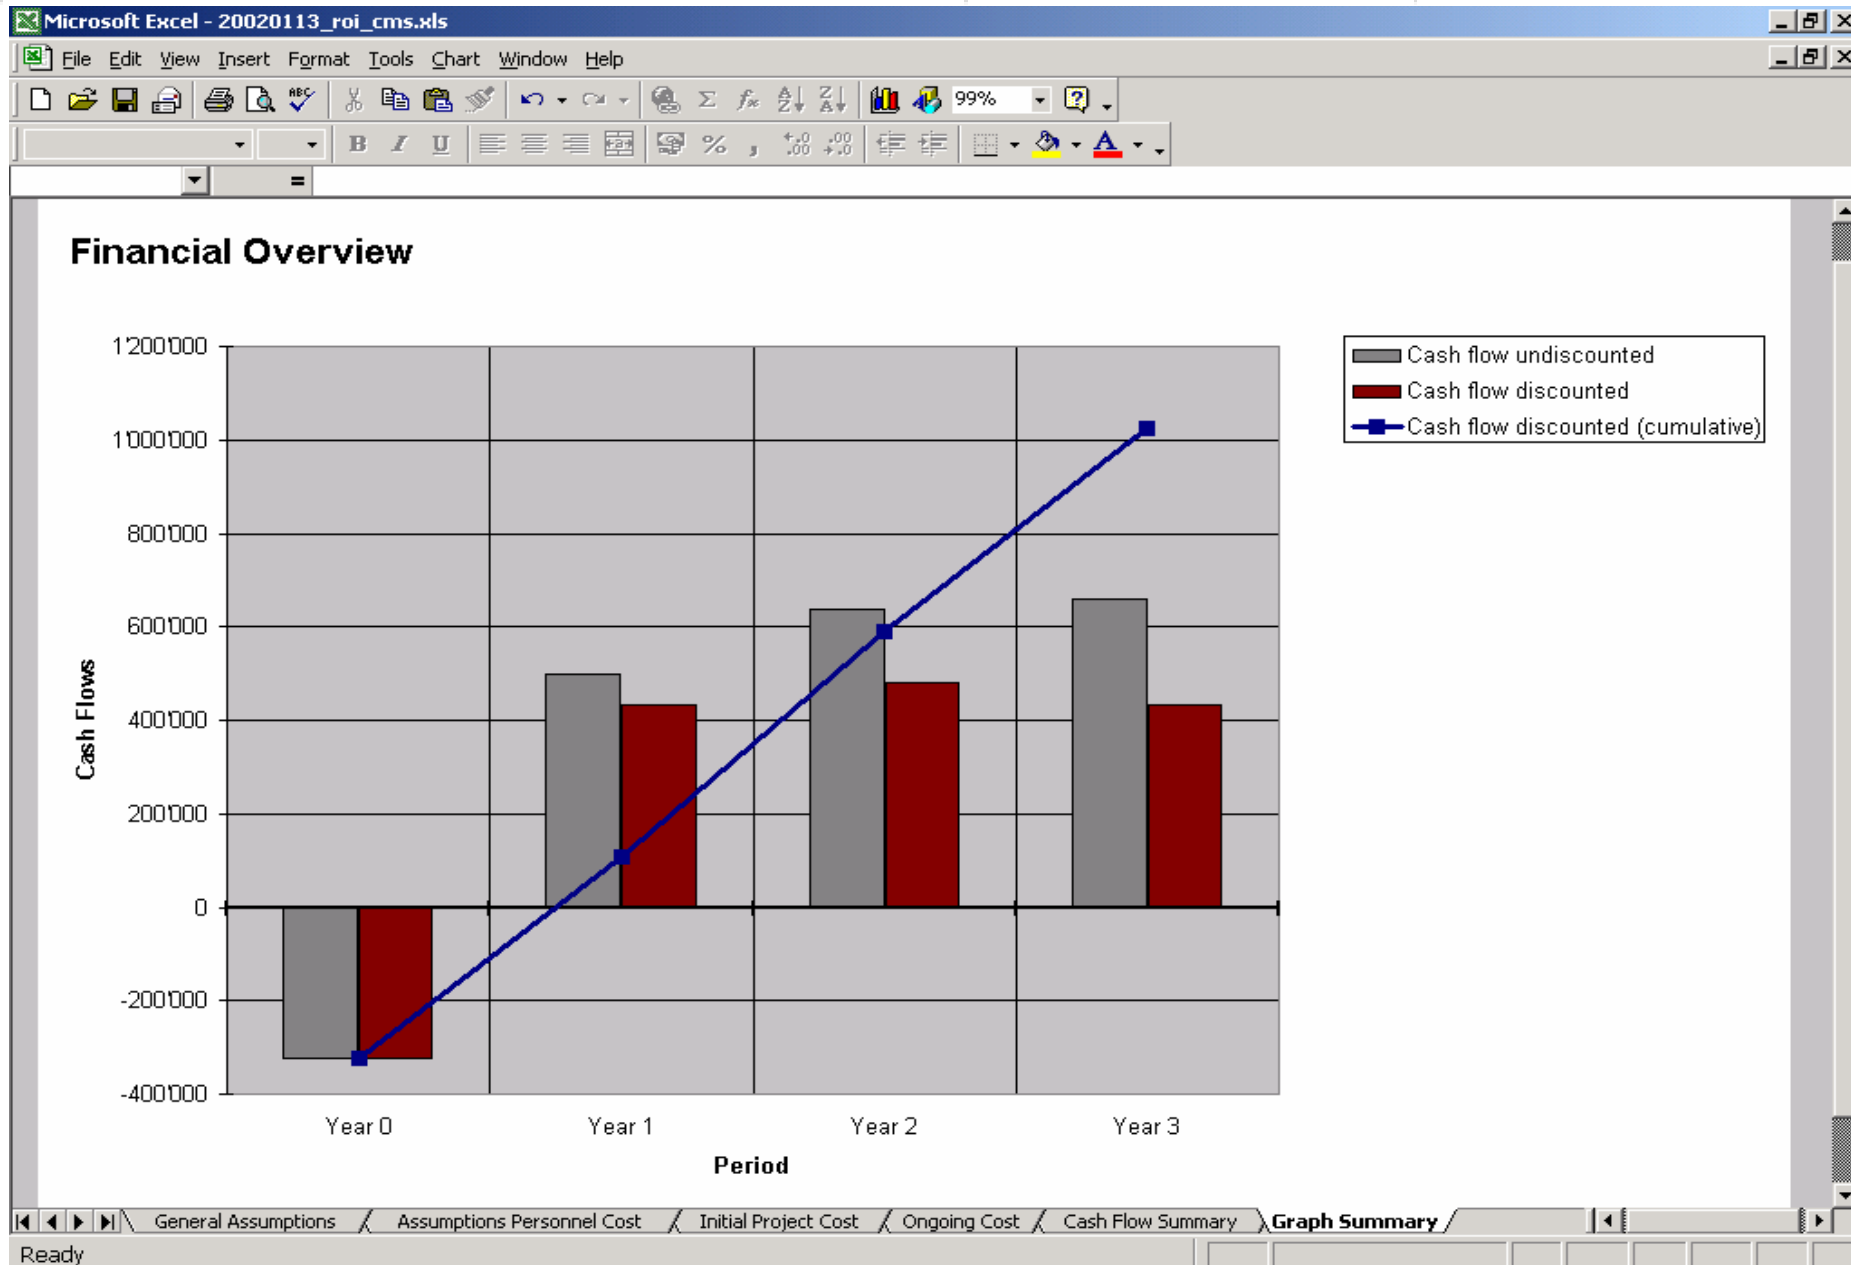 Microsoft Excel - 20020113_roi_cms.xls
File Edit View Insert Format Tools Chart Window Help
99%
=
Financial Overview
Cash flow undiscounted
Cash flow discounted
Cash flow discounted (cumulative)
1'200'000
1'000'000
800'000
600'000
400'000
200'000
0
-200'000
-400'000
Cash Flows
Year 0 Year 1 Year 2 Year 3
Period
General Assumptions Assumptions Personnel Cost Initial Project Cost Ongoing Cost Cash Flow Summary Graph Summary
Ready